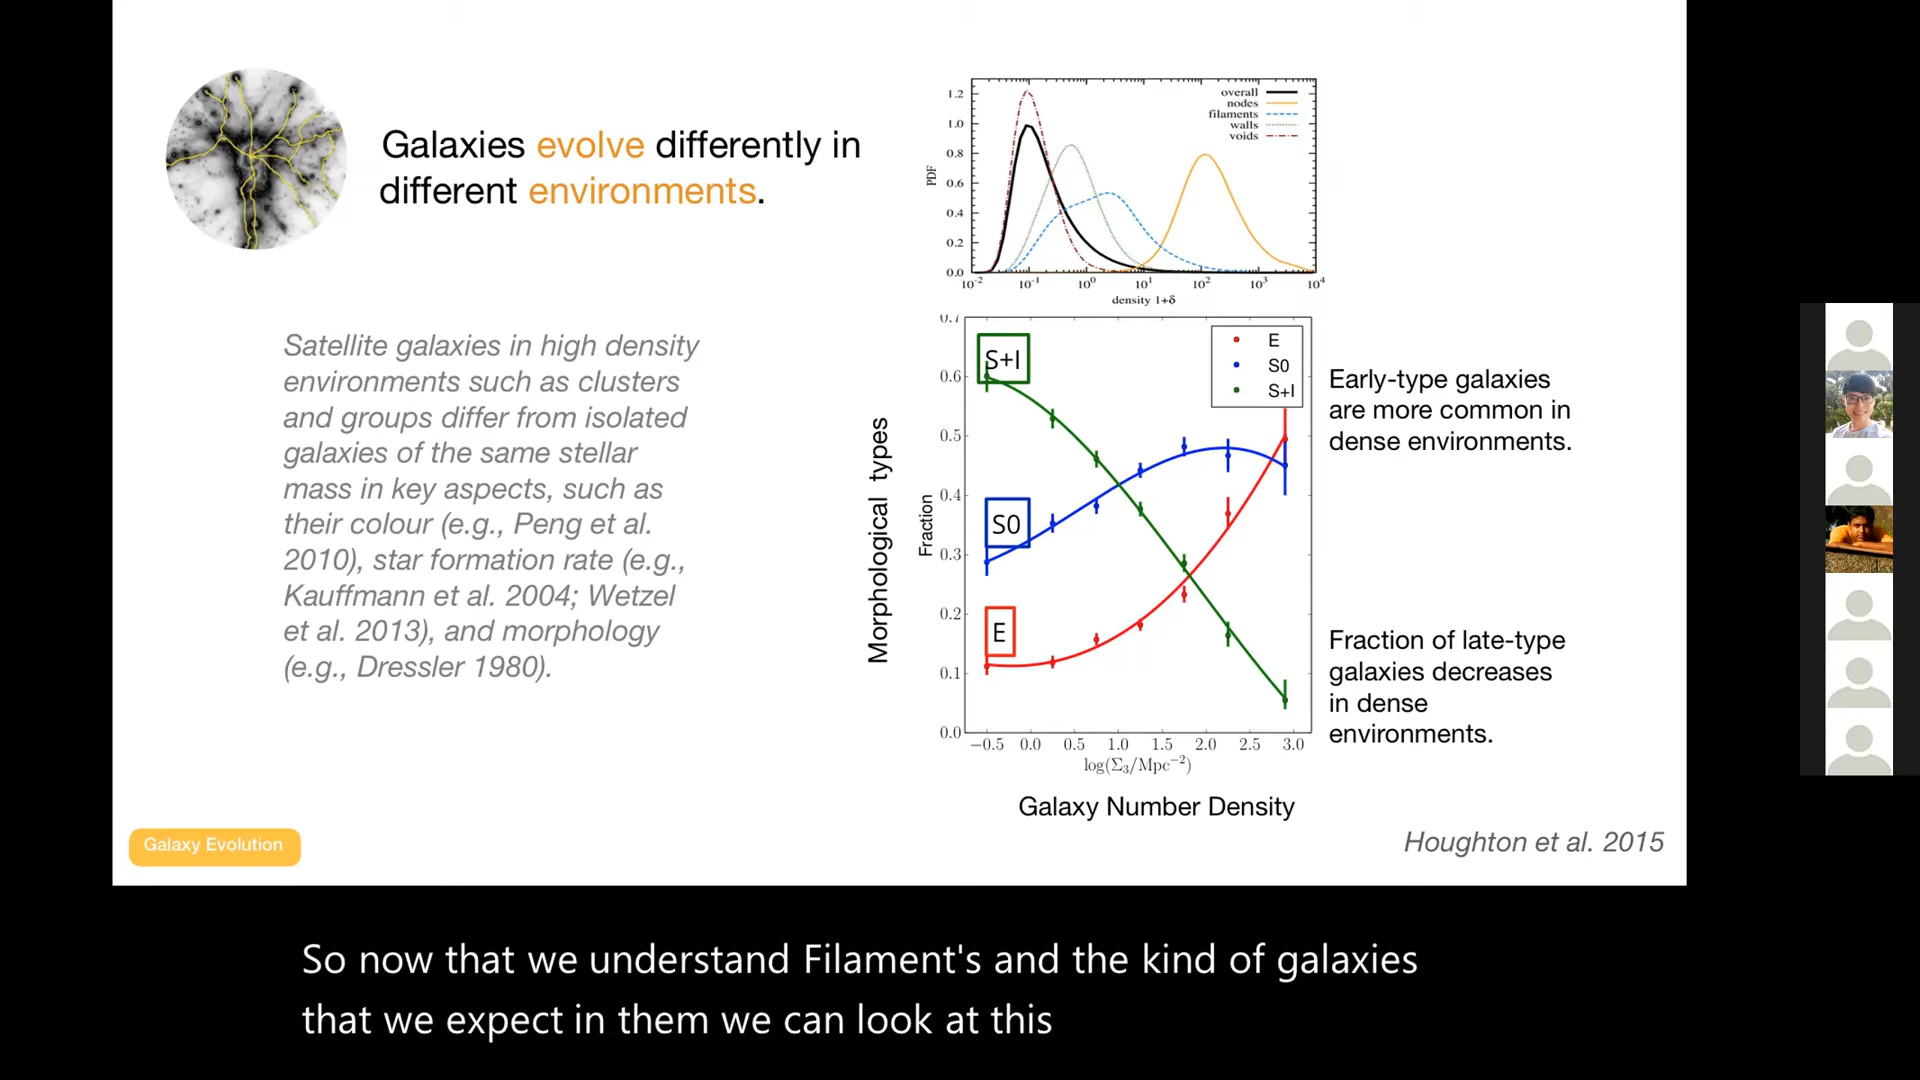 Galaxies evolve differently in
different environments.
Satellite galaxies in high density
environments such as clusters
and groups differ from isolated
galaxies of the same stellar
mass in key aspects, such as
their colour (e.g., Peng et al.
2010), star formation rate (e.g.,
Kauffmann et al. 2004; Wetzel
et al. 2013), and morphology
(e.g., Dressler 1980).
overall
nodes
filaments
walls
voids
PDF
1.2
1.0
0.8
0.6
0.4
0.2
0.0
10⁻² 10⁻¹ 10⁰ 10¹ 10² 10³ 10⁴
density 1+δ
0.7
0.6
0.5
0.4
0.3
0.2
0.1
0.0
S+I
S0
E
E
S0
S+I
Morphological types
Fraction
−0.5 0.0 0.5 1.0 1.5 2.0 2.5 3.0
log(Σ₃/Mpc⁻²)
Galaxy Number Density
Early-type galaxies
are more common in
dense environments.
Fraction of late-type
galaxies decreases
in dense
environments.
Galaxy Evolution
Houghton et al. 2015
So now that we understand Filament's and the kind of galaxies
that we expect in them we can look at this